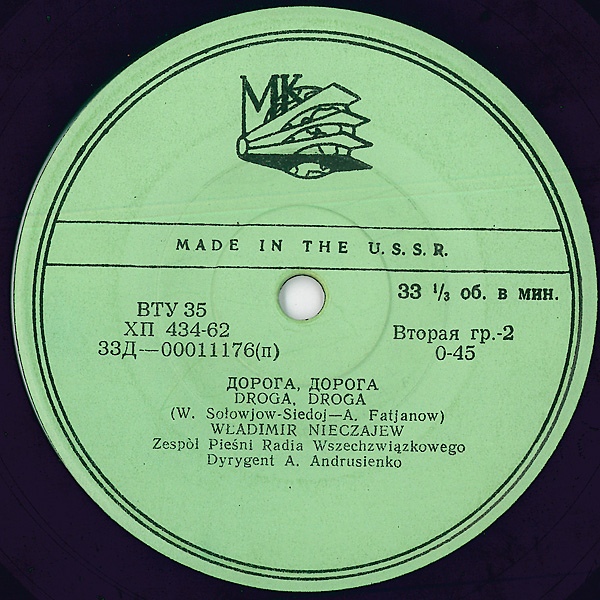 МК
MADE IN THE U.S.S.R.
33 1/3 об. в мин.
ВТУ 35
ХП 434-62
33Д—00011176(п)
Вторая гр.-2
0-45
ДОРОГА, ДОРОГА
DROGA, DROGA
(W. Sołowjow-Siedoj—A. Fatjanow)
WŁADIMIR NIECZAJEW
Zespòł Pieśni Radia Wszechzwiązkowego
Dyrygent A. Andrusienko